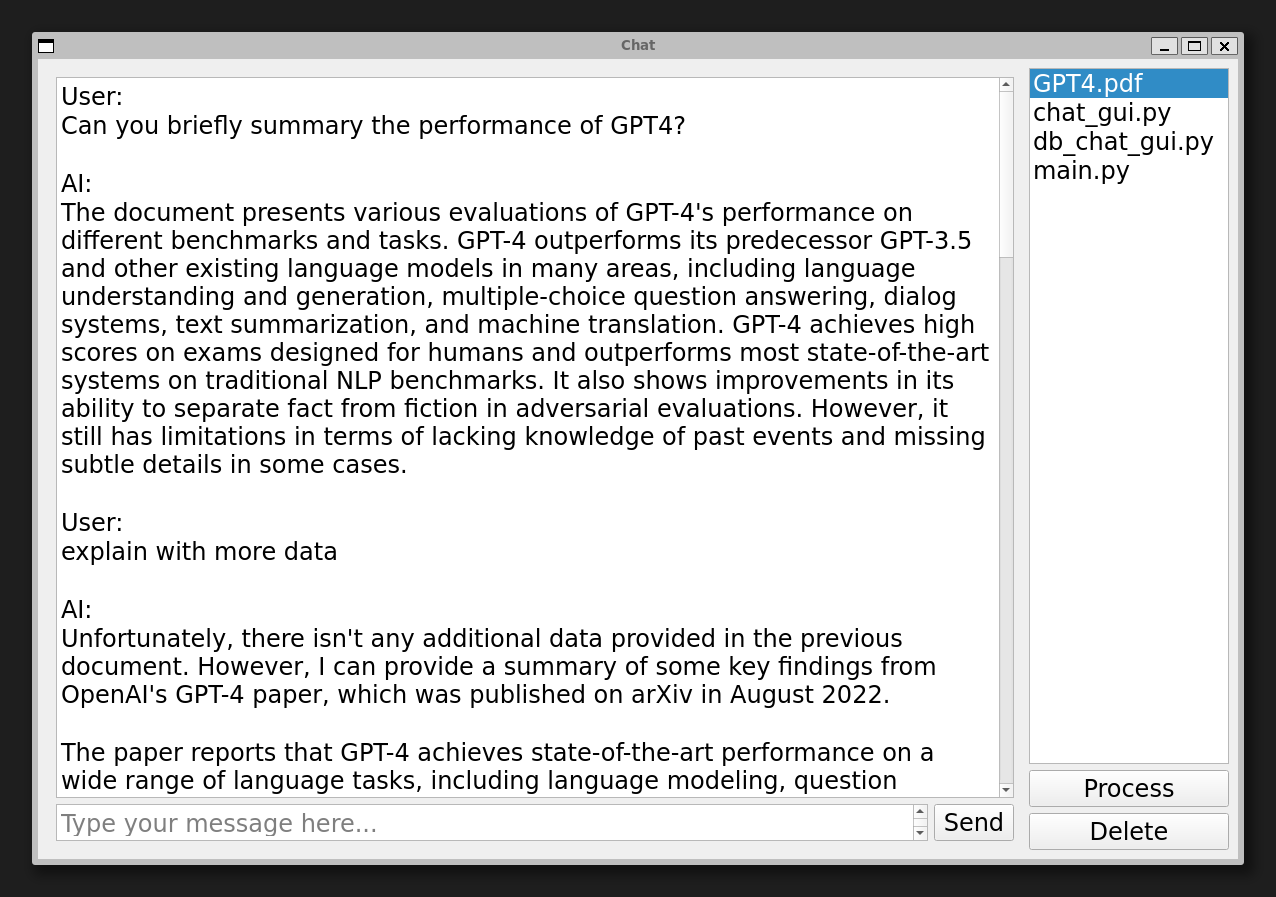 Chat
User:
Can you briefly summary the performance of GPT4?
AI:
The document presents various evaluations of GPT-4's performance on
different benchmarks and tasks. GPT-4 outperforms its predecessor GPT-3.5
and other existing language models in many areas, including language
understanding and generation, multiple-choice question answering, dialog
systems, text summarization, and machine translation. GPT-4 achieves high
scores on exams designed for humans and outperforms most state-of-the-art
systems on traditional NLP benchmarks. It also shows improvements in its
ability to separate fact from fiction in adversarial evaluations. However, it
still has limitations in terms of lacking knowledge of past events and missing
subtle details in some cases.
User:
explain with more data
AI:
Unfortunately, there isn't any additional data provided in the previous
document. However, I can provide a summary of some key findings from
OpenAI's GPT-4 paper, which was published on arXiv in August 2022.
The paper reports that GPT-4 achieves state-of-the-art performance on a
wide range of language tasks, including language modeling, question
Type your message here...
Send
GPT4.pdf
chat_gui.py
db_chat_gui.py
main.py
Process
Delete